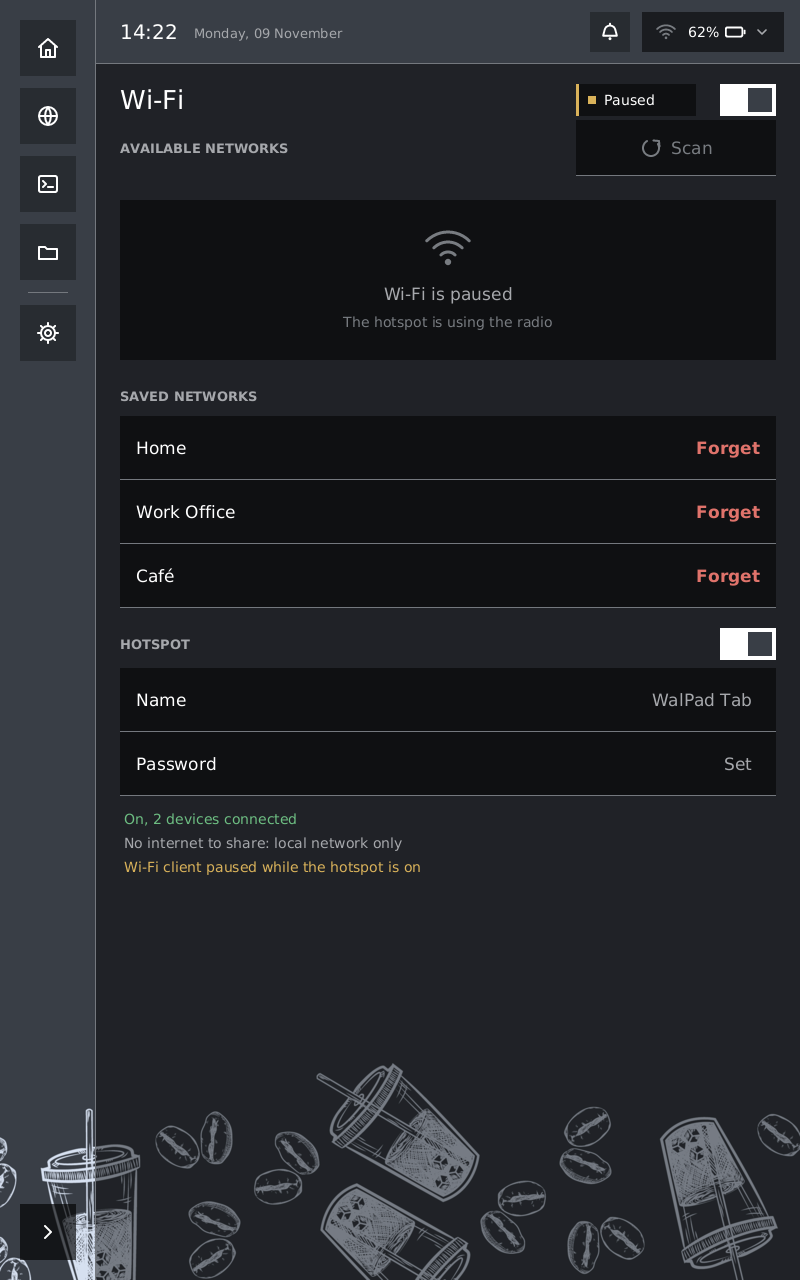 14:22 Monday, 09 November 62%
Wi-Fi Paused
AVAILABLE NETWORKS Scan
Wi-Fi is paused
The hotspot is using the radio
SAVED NETWORKS
Home Forget
Work Office Forget
Café Forget
HOTSPOT
Name WalPad Tab
Password Set
On, 2 devices connected
No internet to share: local network only
Wi-Fi client paused while the hotspot is on